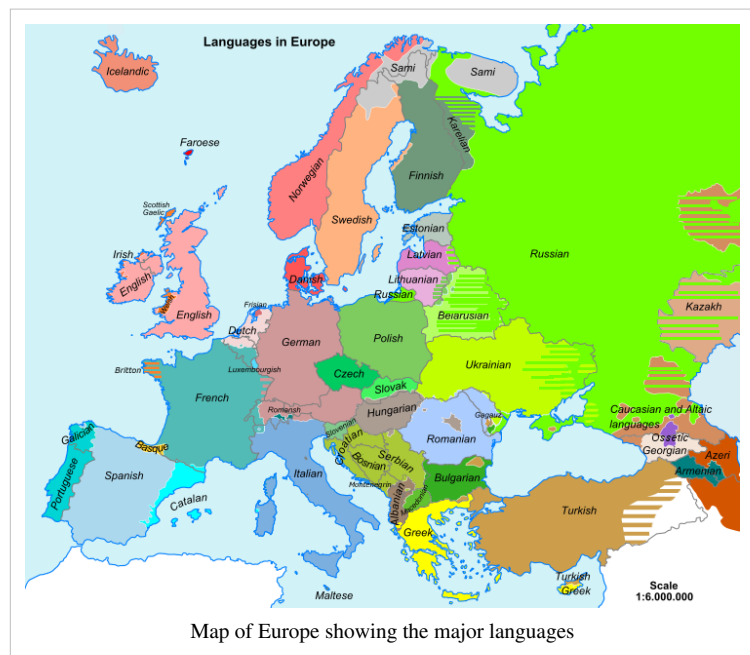 Languages in Europe
Icelandic
Sami
Sami
Faroese
Norwegian
Karelian
Finnish
Swedish
Scottish
Gaelic
Estonian
Russian
Irish
Latvian
English
Danish
Lithuanian
Welsh
Russian
Frisian
Kazakh
English
Belarusian
Detch
German
Polish
Ukrainian
Britton
Luxembourgish
Czech
Slovak
French
Romansh
Hungarian
Gagauz
Caucasian and Altaic
languages
Galician
Slovenian
Croatian
Romanian
Ossetic
Basque
Bosnian
Serbian
Georgian
Azeri
Portuguese
Spanish
Italian
Montenegrin
Bulgarian
Armenian
Catalan
Albanian
Macedonian
Turkish
Greek
Turkish
Greek
Maltese
Scale
1:6.000.000
Map of Europe showing the major languages